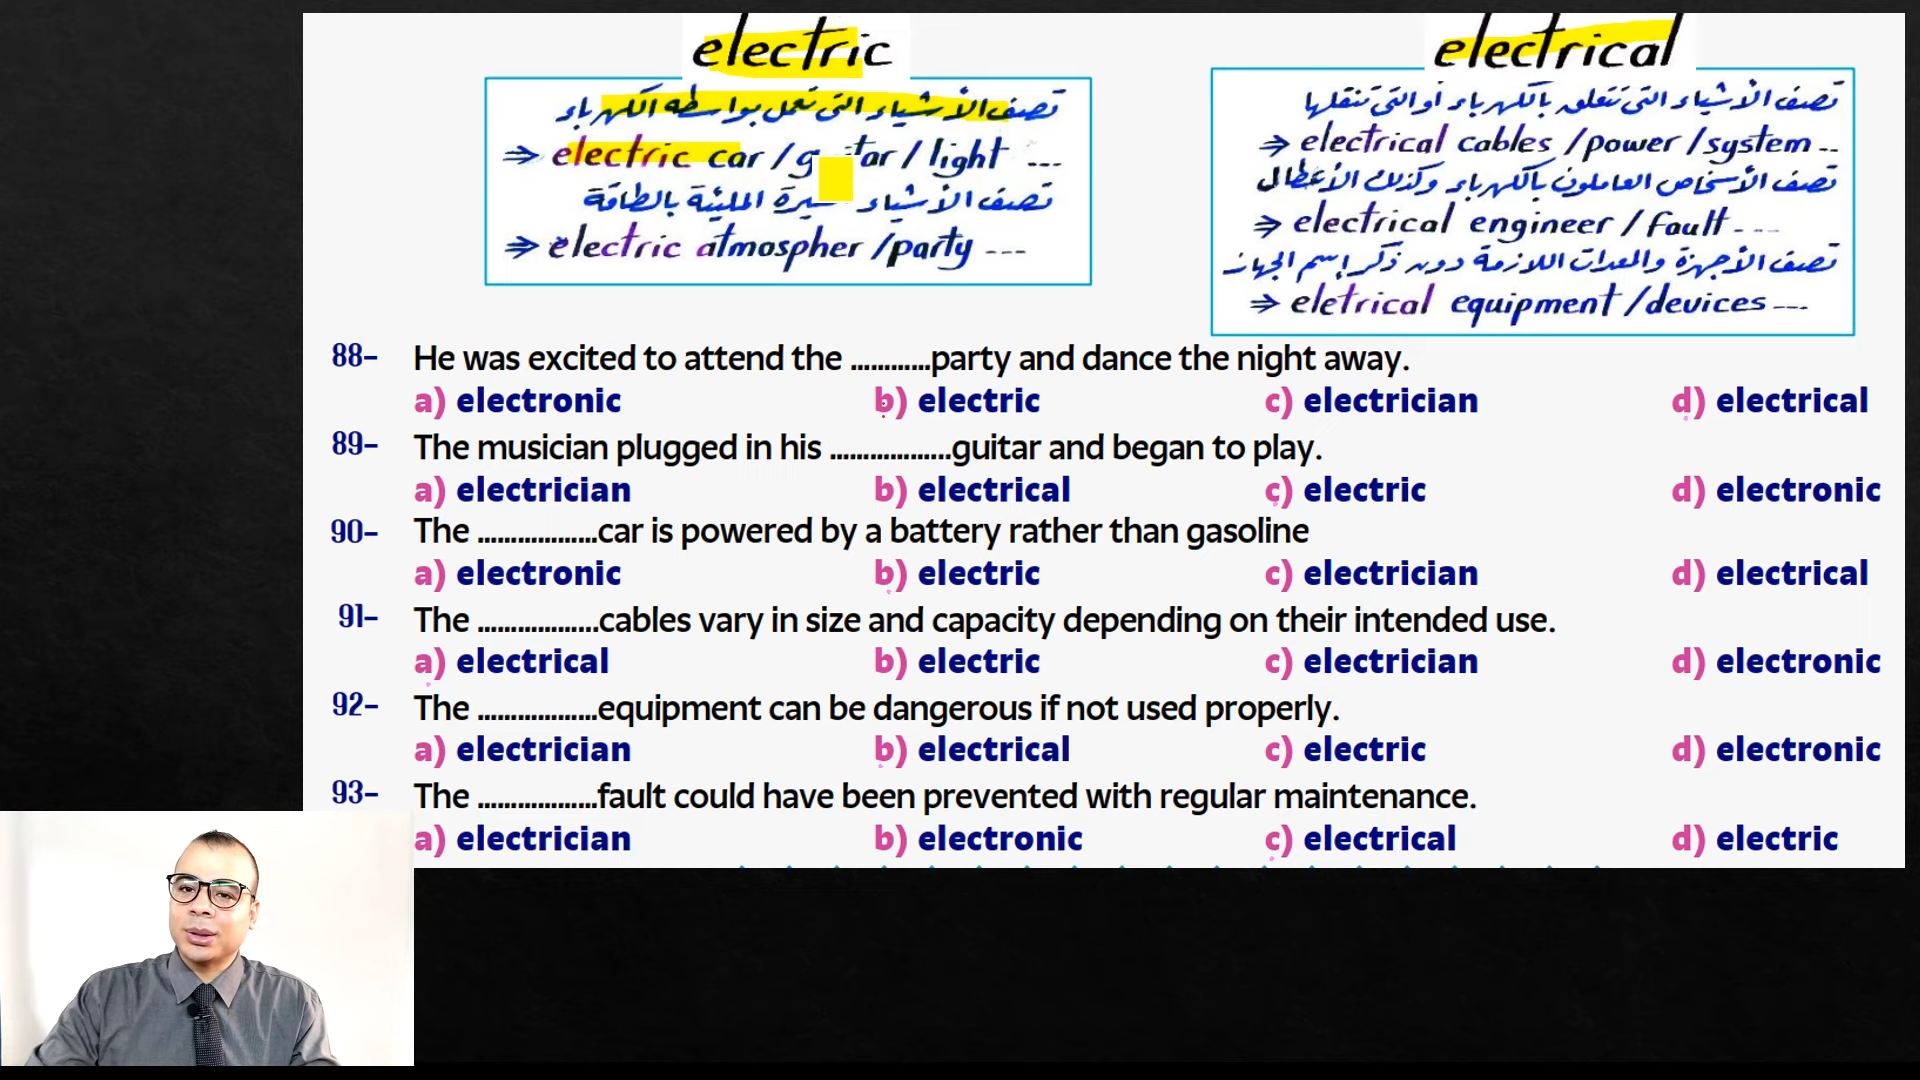 electric
تصف الأشياء التى تعمل بواسطه الكهرباء
⇒ electric car / guitar / light ---
تصف الأشياء المليئة بالطاقة
⇒ electric atmospher / party ---
electrical
تصف الأشياء التى تتعلق بالكهرباء أو التى تنقلها
⇒ electrical cables / power / system --
تصف الأشخاص العاملون بالكهرباء وكذلك الأعطال
⇒ electrical engineer / fault ---
تصف الأجهزة والمعدات اللازمة دون ذكر إسم الجهاز
⇒ eletrical equipment / devices ---
88- He was excited to attend the ............party and dance the night away.
a) electronic b) electric c) electrician d) electrical
89- The musician plugged in his ..................guitar and began to play.
a) electrician b) electrical c) electric d) electronic
90- The ..................car is powered by a battery rather than gasoline
a) electronic b) electric c) electrician d) electrical
91- The ..................cables vary in size and capacity depending on their intended use.
a) electrical b) electric c) electrician d) electronic
92- The ..................equipment can be dangerous if not used properly.
a) electrician b) electrical c) electric d) electronic
93- The ..................fault could have been prevented with regular maintenance.
a) electrician b) electronic c) electrical d) electric